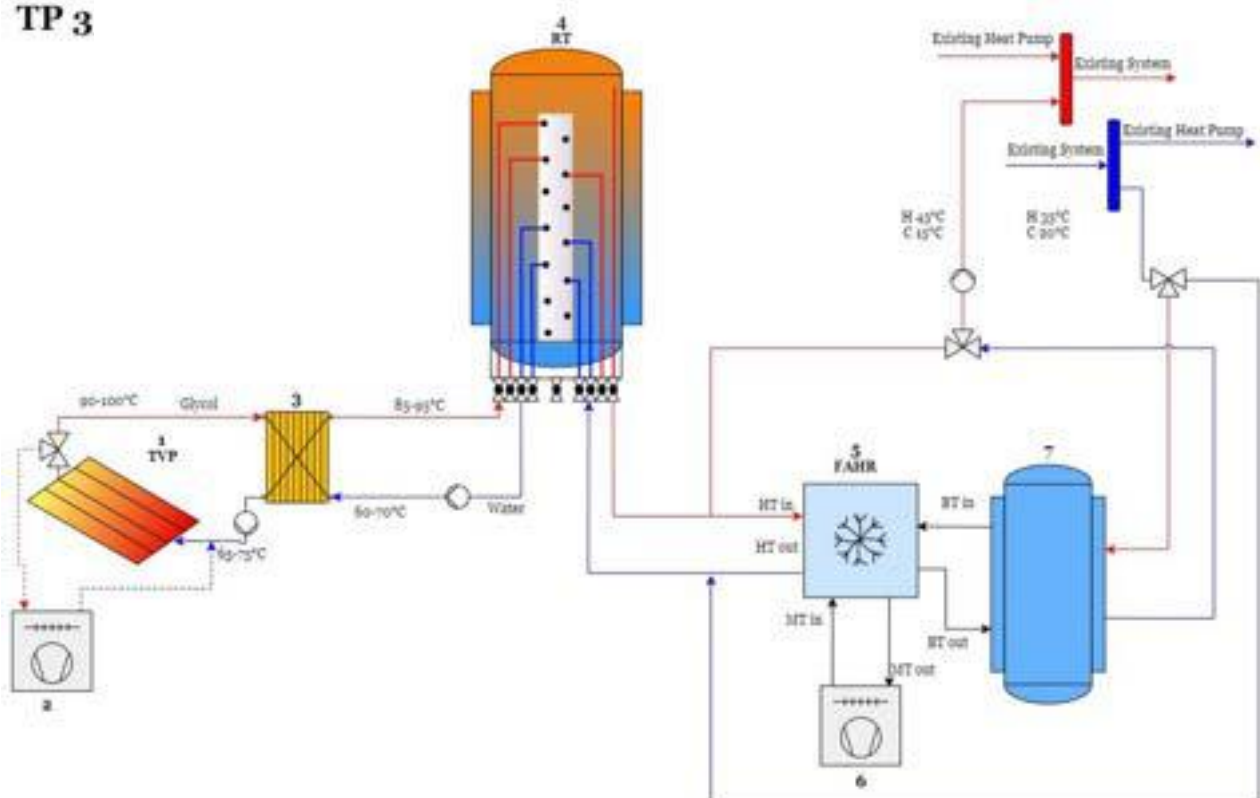 TP 3
4
RT
Existing Heat Pump
Existing System
Existing Heat Pump
Existing System
H 45°C
C 15°C
H 35°C
C 20°C
90-100°C
Glycol
3
85-95°C
1
TVP
60-70°C
Water
65-75°C
5
FAHR
7
HT in
BT in
HT out
MT in
BT out
MT out
2
6